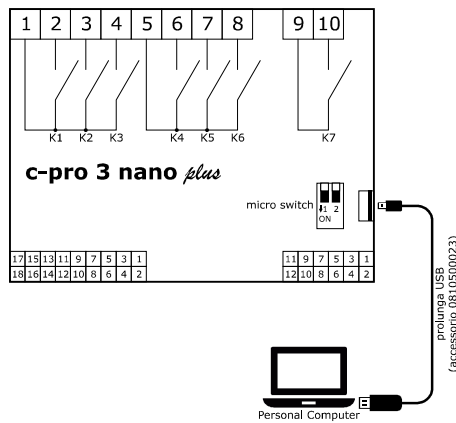 1 2 3 4 5 6 7 8 9 10
K1 K2 K3 K4 K5 K6 K7
c-pro 3 nano plus
micro switch
1 2
ON
17 15 13 11 9 7 5 3 1
18 16 14 12 10 8 6 4 2
11 9 7 5 3 1
12 10 8 6 4 2
prolunga USB
(accessorio 0810500023)
Personal Computer